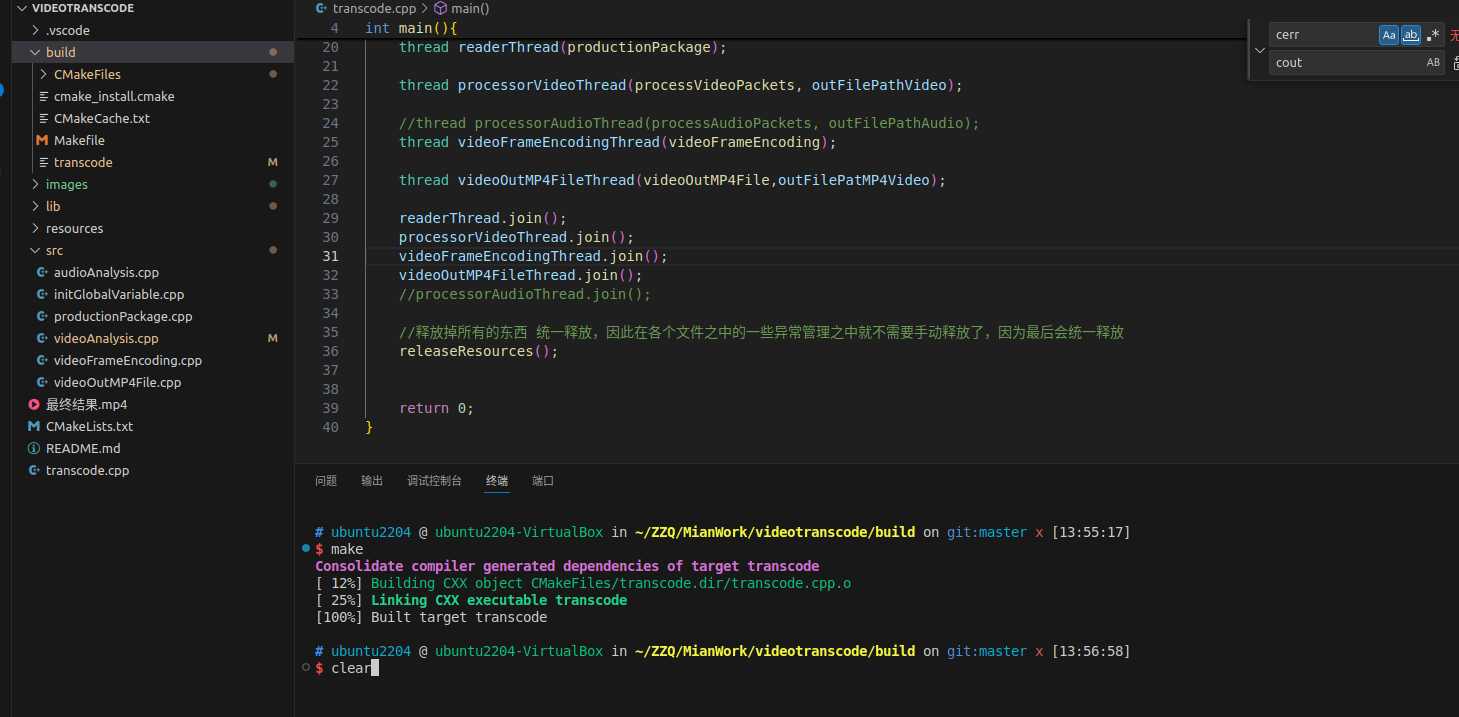 VIDEOTRANSCODE
.vscode
build
CMakeFiles
cmake_install.cmake
CMakeCache.txt
Makefile
transcode M
images
lib
resources
src
audioAnalysis.cpp
initGlobalVariable.cpp
productionPackage.cpp
videoAnalysis.cpp M
videoFrameEncoding.cpp
videoOutMP4File.cpp
最终结果.mp4
CMakeLists.txt
README.md
transcode.cpp
transcode.cpp > main()
4 int main(){
20 thread readerThread(productionPackage);
21
22 thread processorVideoThread(processVideoPackets, outFilePathVideo);
23
24 //thread processorAudioThread(processAudioPackets, outFilePathAudio);
25 thread videoFrameEncodingThread(videoFrameEncoding);
26
27 thread videoOutMP4FileThread(videoOutMP4File,outFilePatMP4Video);
28
29 readerThread.join();
30 processorVideoThread.join();
31 videoFrameEncodingThread.join();
32 videoOutMP4FileThread.join();
33 //processorAudioThread.join();
34
35 //释放掉所有的东西 统一释放，因此在各个文件之中的一些异常管理之中就不需要手动释放了，因为最后会统一释放
36 releaseResources();
37
38
39 return 0;
40 }
cerr Aa ab .* 无
cout AB
问题 输出 调试控制台 终端 端口
# ubuntu2204 @ ubuntu2204-VirtualBox in ~/ZZQ/MianWork/videotranscode/build on git:master x [13:55:17]
$ make
Consolidate compiler generated dependencies of target transcode
[ 12%] Building CXX object CMakeFiles/transcode.dir/transcode.cpp.o
[ 25%] Linking CXX executable transcode
[100%] Built target transcode
# ubuntu2204 @ ubuntu2204-VirtualBox in ~/ZZQ/MianWork/videotranscode/build on git:master x [13:56:58]
$ clear